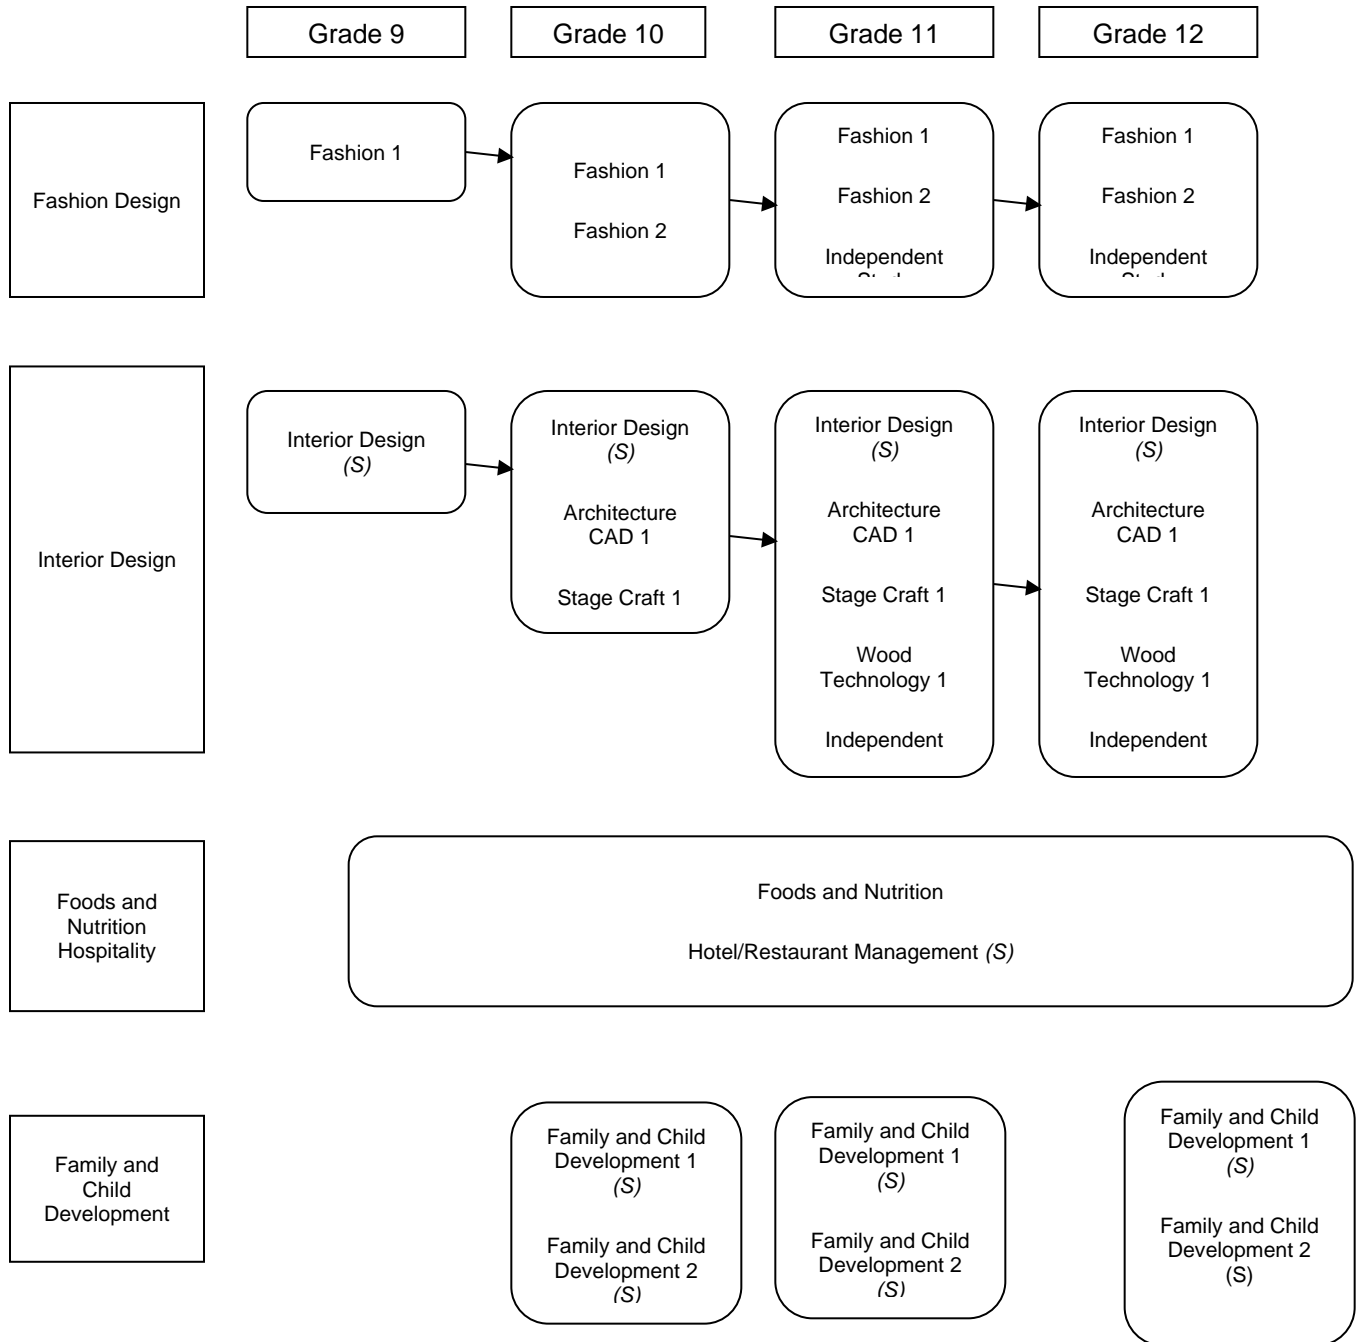 Grade 9
Grade 10
Grade 11
Grade 12
Fashion Design
Fashion 1
Fashion 1
Fashion 2
Fashion 1
Fashion 2
Independent
Fashion 1
Fashion 2
Independent
Interior Design
Interior Design
(S)
Interior Design
(S)
Architecture
CAD 1
Stage Craft 1
Interior Design
(S)
Architecture
CAD 1
Stage Craft 1
Wood
Technology 1
Independent
Interior Design
(S)
Architecture
CAD 1
Stage Craft 1
Wood
Technology 1
Independent
Foods and
Nutrition
Hospitality
Foods and Nutrition
Hotel/Restaurant Management (S)
Family and
Child
Development
Family and Child
Development 1
(S)
Family and Child
Development 2
(S)
Family and Child
Development 1
(S)
Family and Child
Development 2
(S)
Family and Child
Development 1
(S)
Family and Child
Development 2
(S)